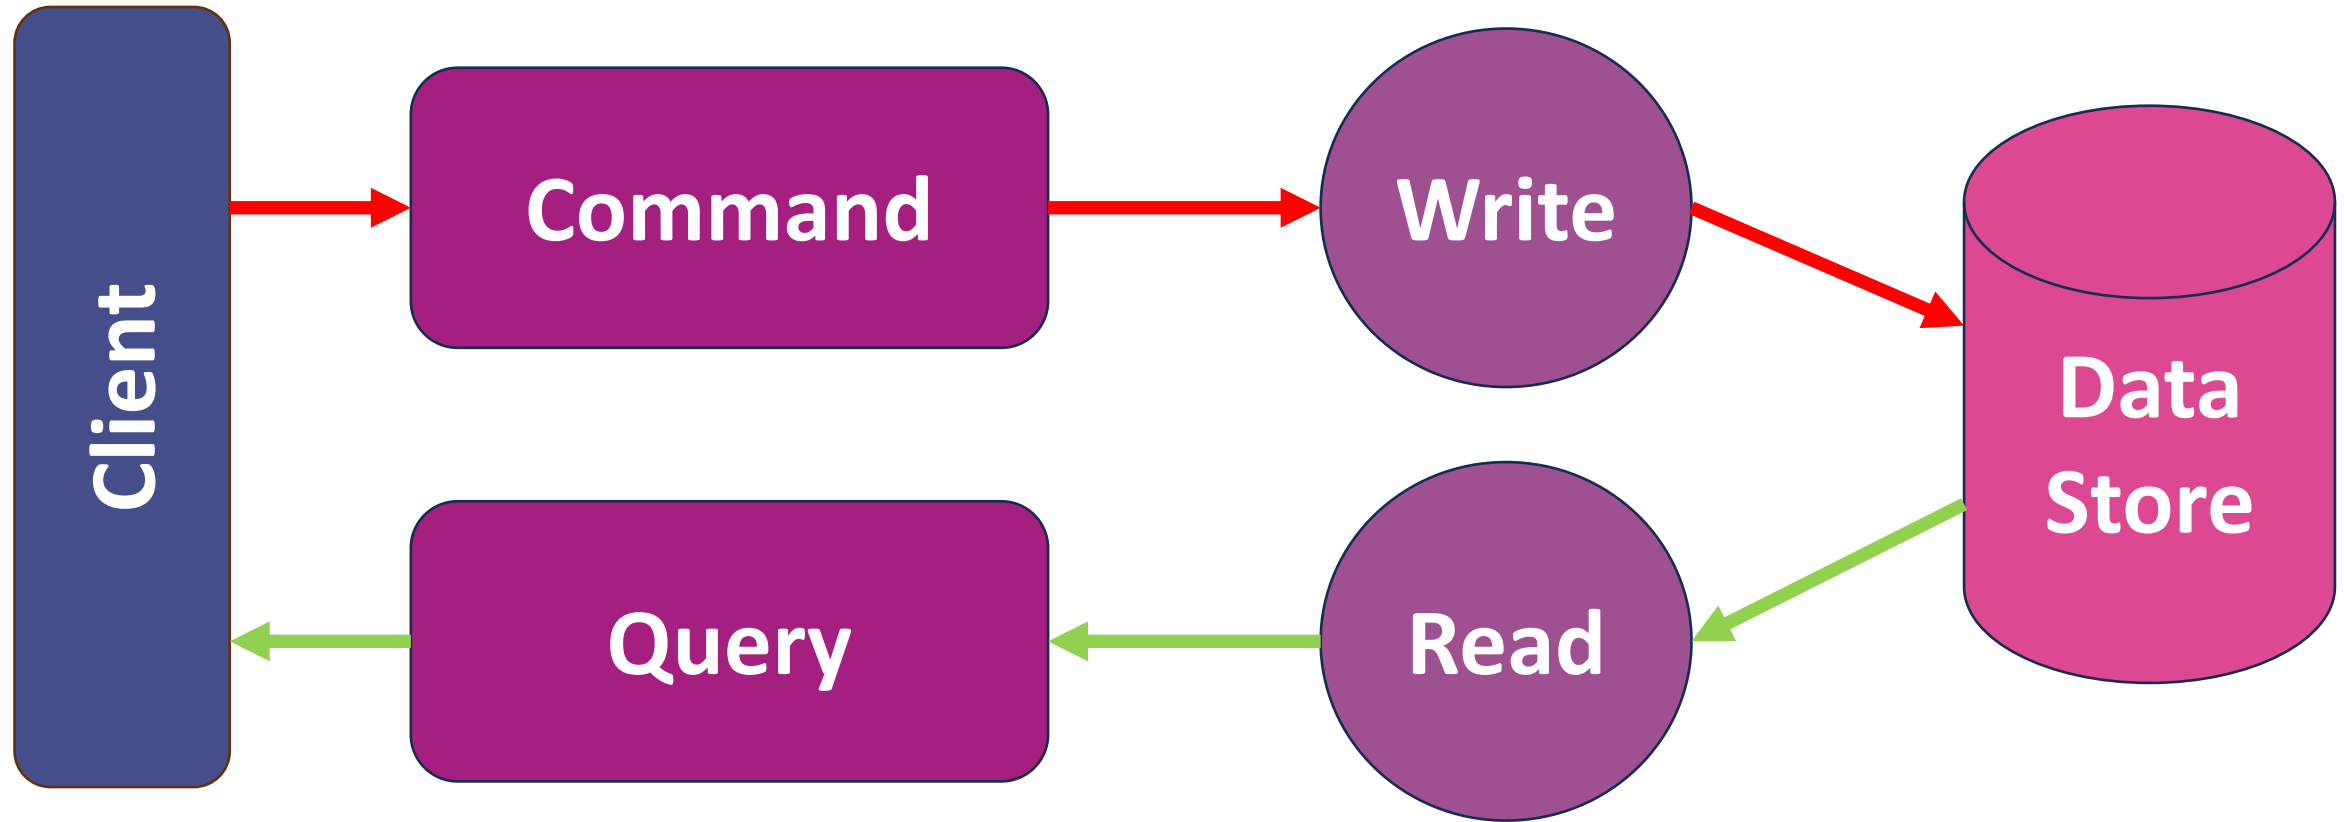 Client
Command
Write
Data
Store
Query
Read